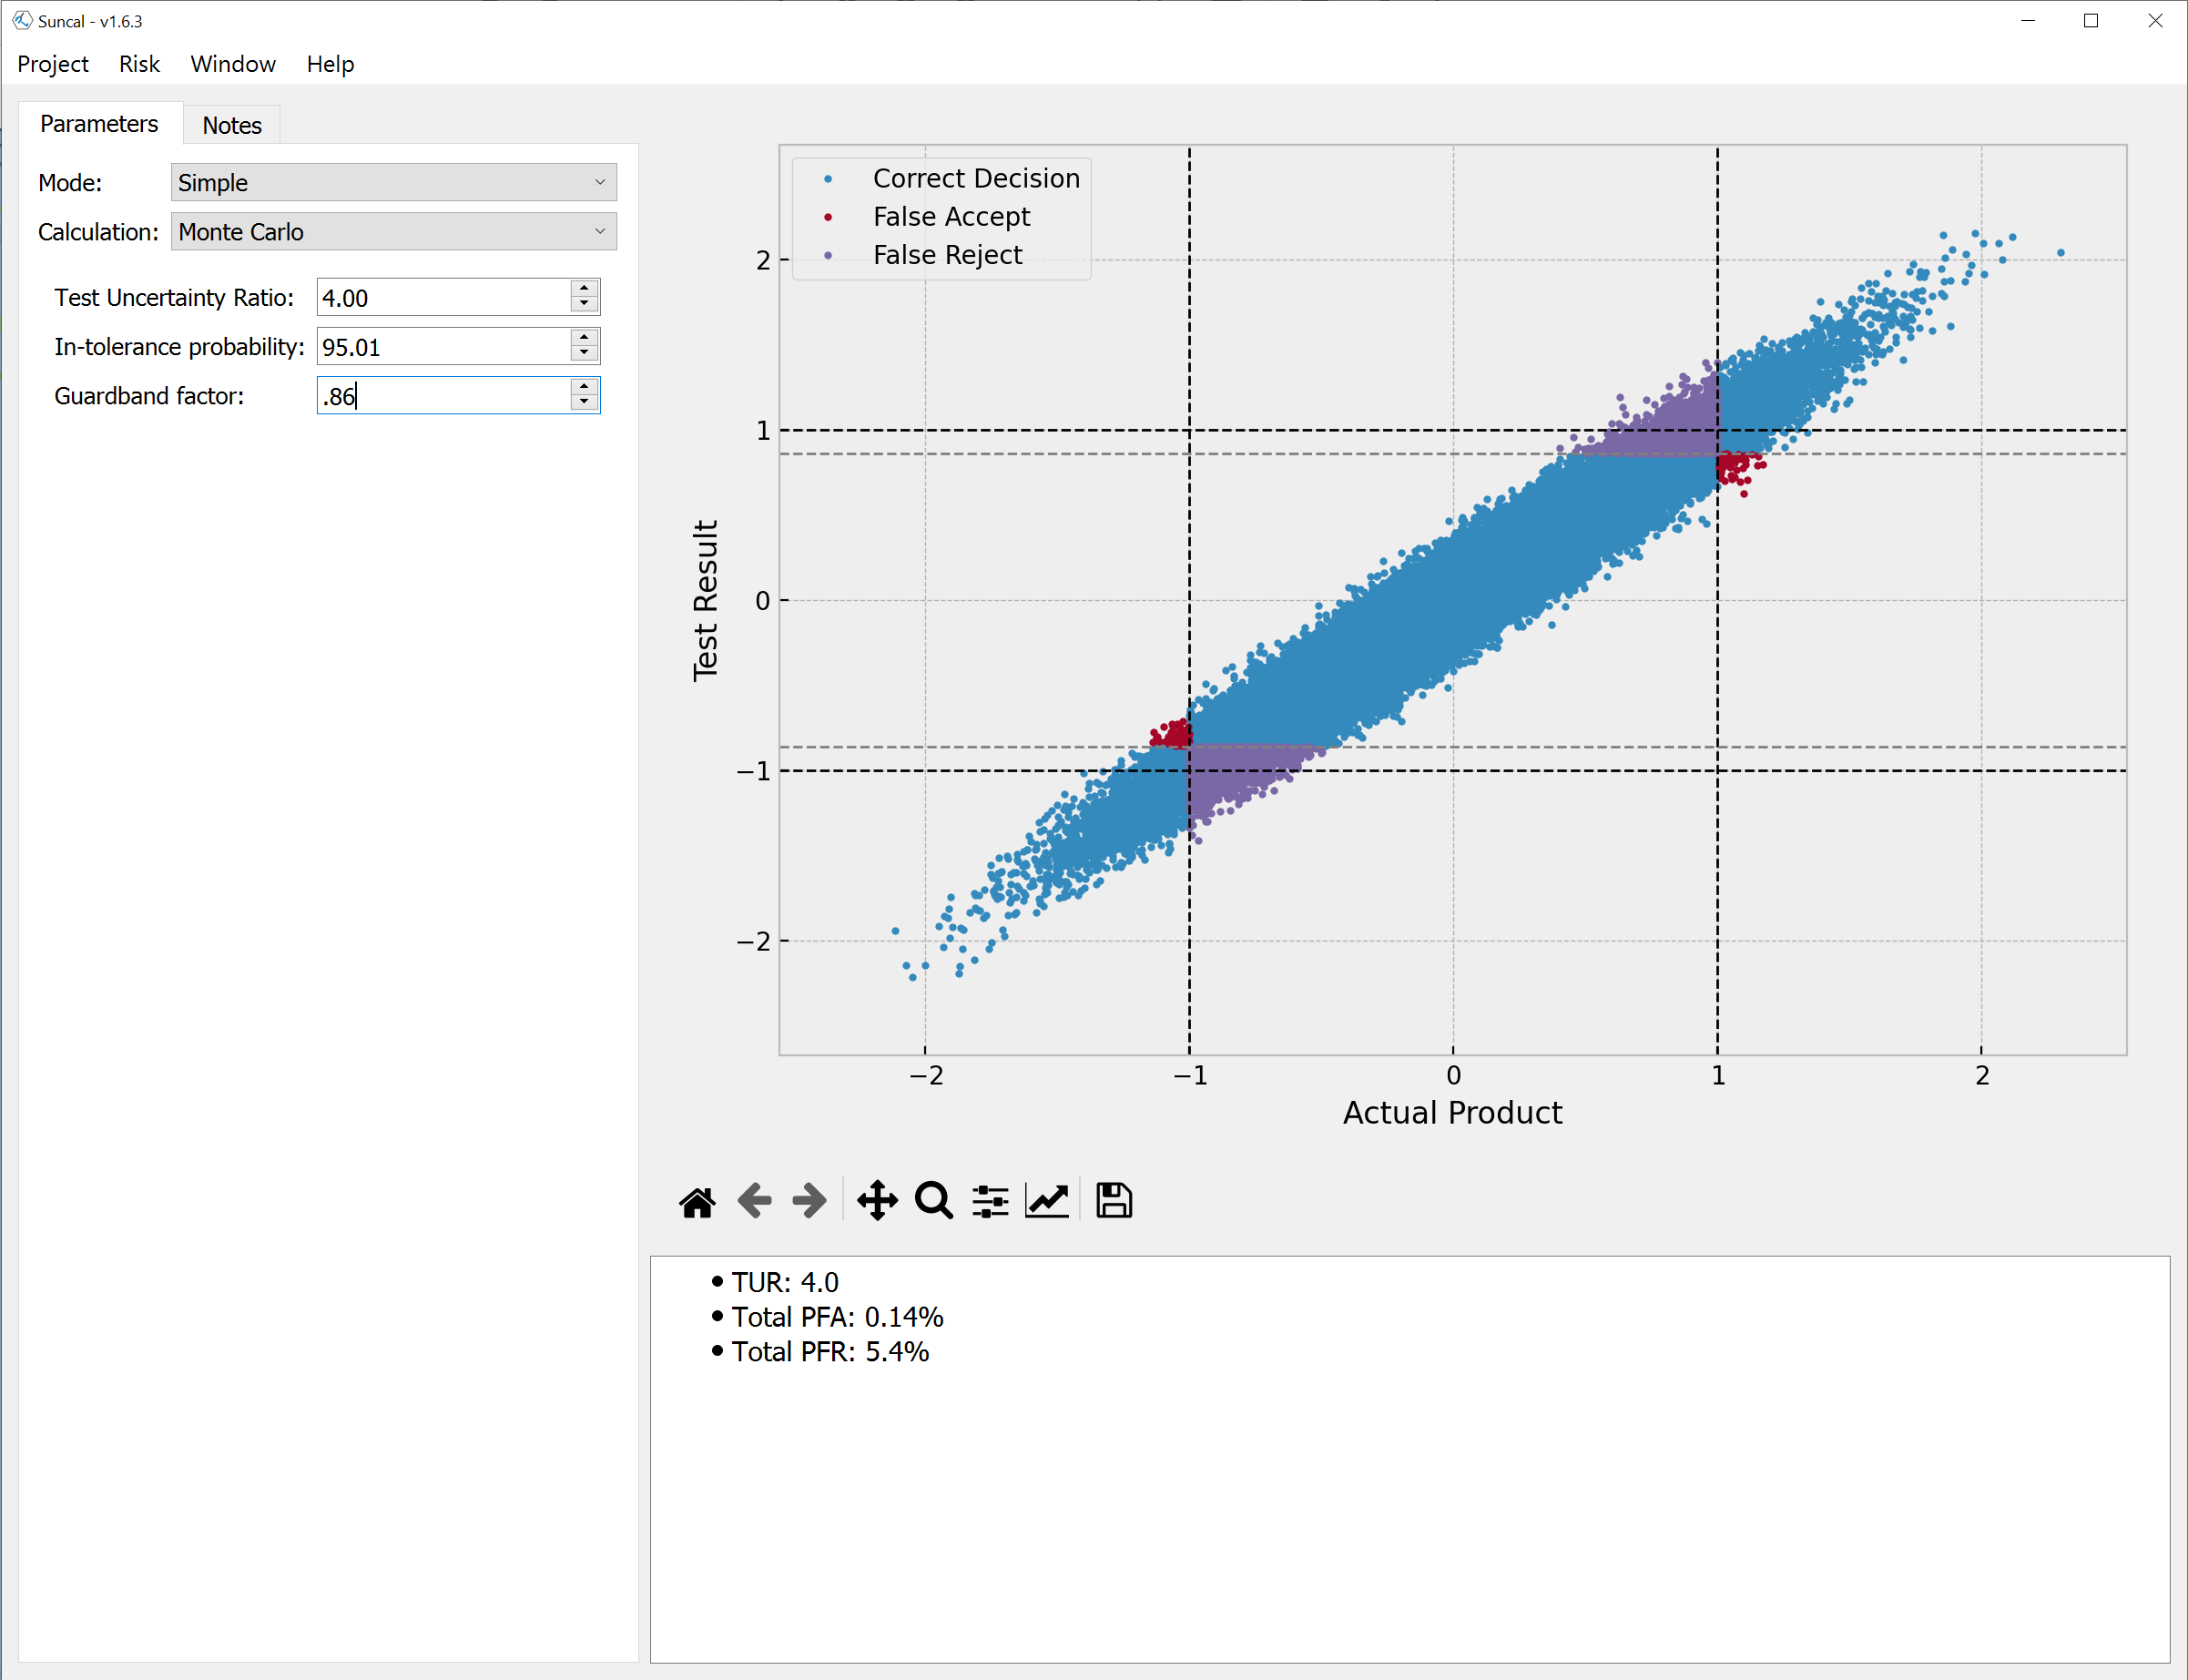 Suncal - v1.6.3
Project Risk Window Help
Parameters Notes
Mode: Simple
Calculation: Monte Carlo
Test Uncertainty Ratio: 4.00
In-tolerance probability: 95.01
Guardband factor: .86
Correct Decision
False Accept
False Reject
2
1
0
−1
−2
Test Result
−2 −1 0 1 2
Actual Product
• TUR: 4.0
• Total PFA: 0.14%
• Total PFR: 5.4%